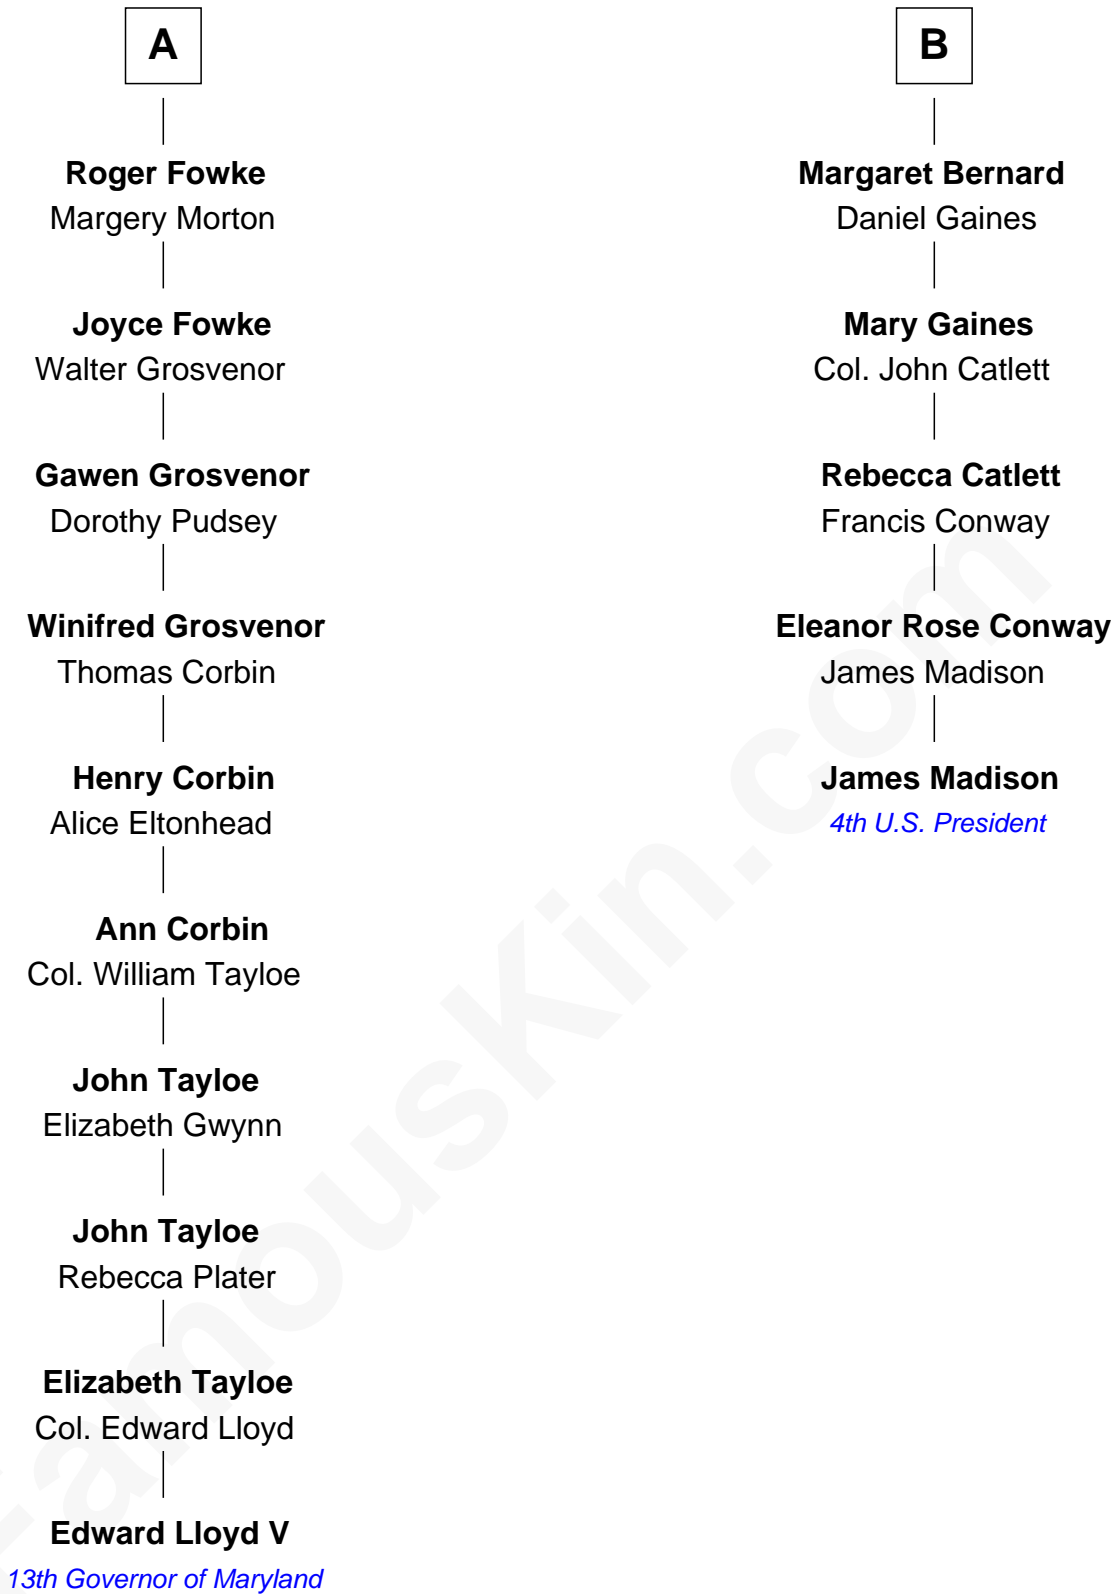 A
Roger Fowke
Margery Morton
Joyce Fowke
Walter Grosvenor
Gawen Grosvenor
Dorothy Pudsey
Winifred Grosvenor
Thomas Corbin
Henry Corbin
Alice Eltonhead
Ann Corbin
Col. William Tayloe
John Tayloe
Elizabeth Gwynn
John Tayloe
Rebecca Plater
Elizabeth Tayloe
Col. Edward Lloyd
Edward Lloyd V
13th Governor of Maryland
B
Margaret Bernard
Daniel Gaines
Mary Gaines
Col. John Catlett
Rebecca Catlett
Francis Conway
Eleanor Rose Conway
James Madison
James Madison
4th U.S. President
FamousKin.com